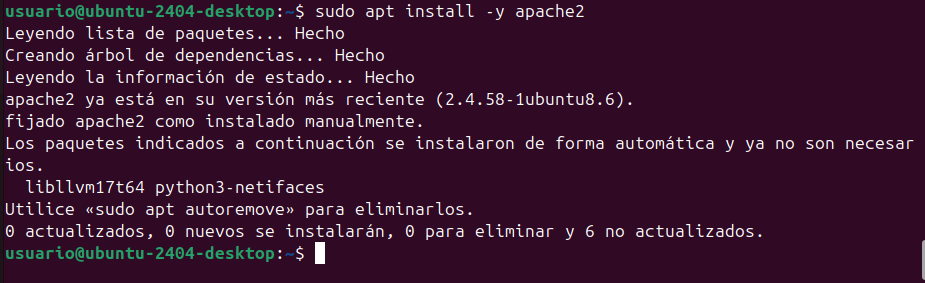 usuario@ubuntu-2404-desktop:~$ sudo apt install -y apache2
Leyendo lista de paquetes... Hecho
Creando árbol de dependencias... Hecho
Leyendo la información de estado... Hecho
apache2 ya está en su versión más reciente (2.4.58-1ubuntu8.6).
fijado apache2 como instalado manualmente.
Los paquetes indicados a continuación se instalaron de forma automática y ya no son necesar
ios.
  libllvm17t64 python3-netifaces
Utilice «sudo apt autoremove» para eliminarlos.
0 actualizados, 0 nuevos se instalarán, 0 para eliminar y 6 no actualizados.
usuario@ubuntu-2404-desktop:~$